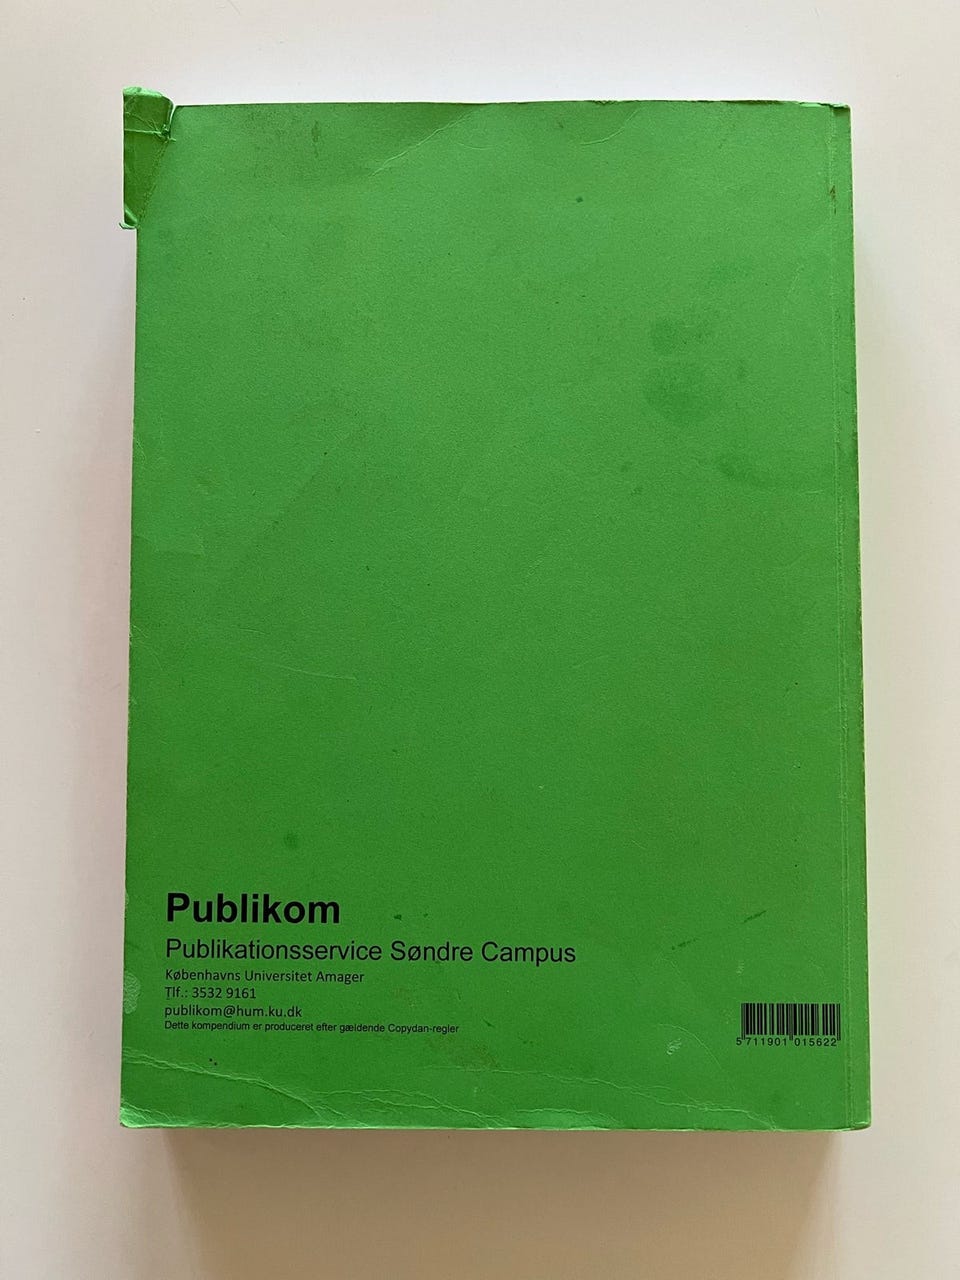 Publikom
Publikationsservice Søndre Campus
Københavns Universitet Amager
Tlf.: 3532 9161
publikom@hum.ku.dk
Dette kompendium er produceret efter gældende Copydan-regler
5 711901 015622